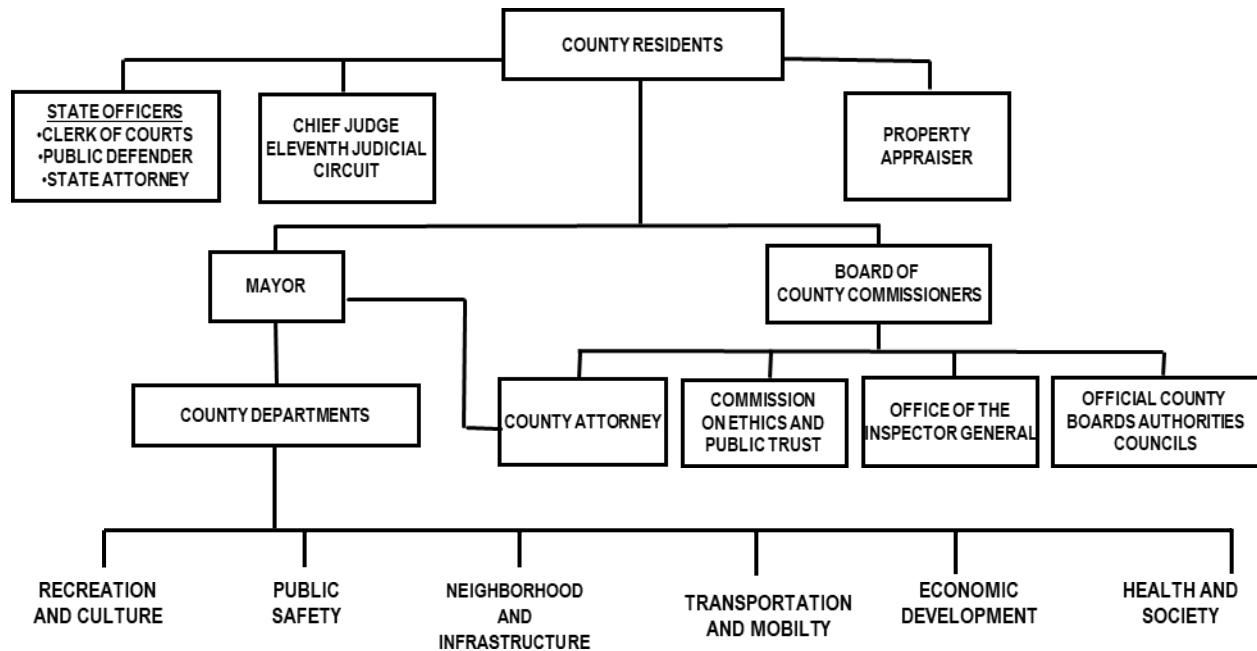 COUNTY RESIDENTS
STATE OFFICERS
•CLERK OF COURTS
•PUBLIC DEFENDER
•STATE ATTORNEY
CHIEF JUDGE
ELEVENTH JUDICIAL
CIRCUIT
PROPERTY
APPRAISER
MAYOR
BOARD OF
COUNTY COMMISSIONERS
COUNTY DEPARTMENTS
COUNTY ATTORNEY
COMMISSION
ON ETHICS AND
PUBLIC TRUST
OFFICE OF THE
INSPECTOR GENERAL
OFFICIAL COUNTY
BOARDS AUTHORITIES
COUNCILS
RECREATION
AND CULTURE
PUBLIC
SAFETY
NEIGHBORHOOD
AND
INFRASTRUCTURE
TRANSPORTATION
AND MOBILTY
ECONOMIC
DEVELOPMENT
HEALTH AND
SOCIETY